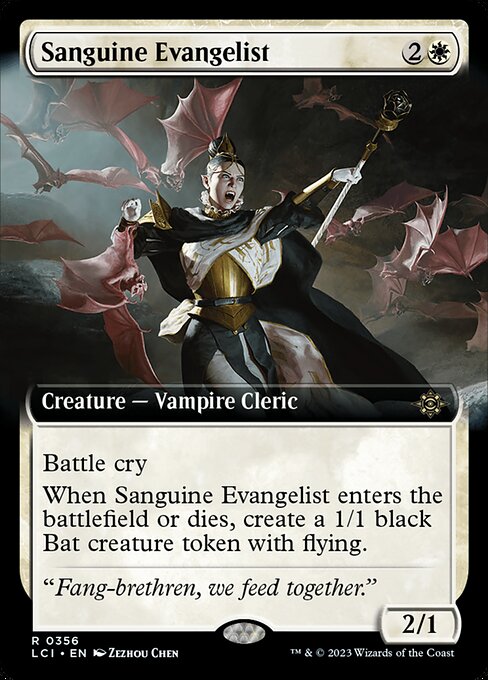 Sanguine Evangelist 2
Creature — Vampire Cleric
Battle cry
When Sanguine Evangelist enters the
battlefield or dies, create a 1/1 black
Bat creature token with flying.
“Fang-brethren, we feed together.”
2/1
R 0356
LCI • EN Zezhou Chen
™ & © 2023 Wizards of the Coast